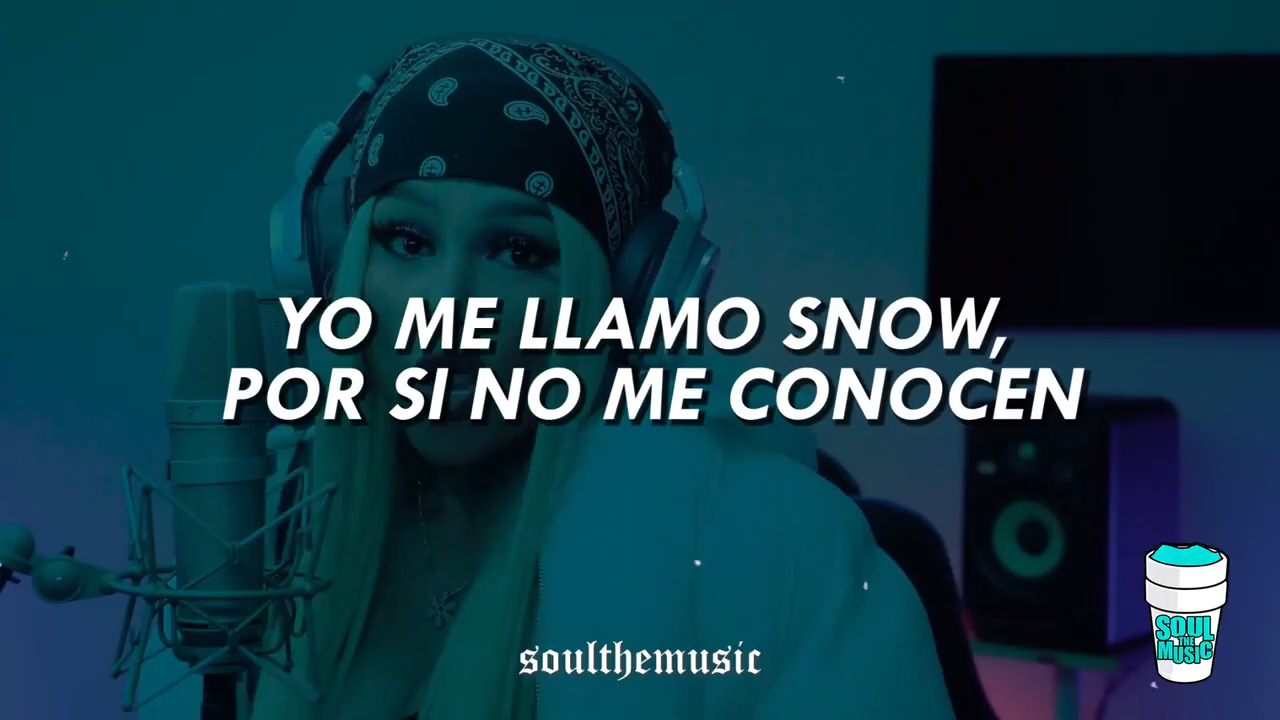 YO ME LLAMO SNOW,
POR SI NO ME CONOCEN
soulthemusic
SOUL
THE
MUSIC